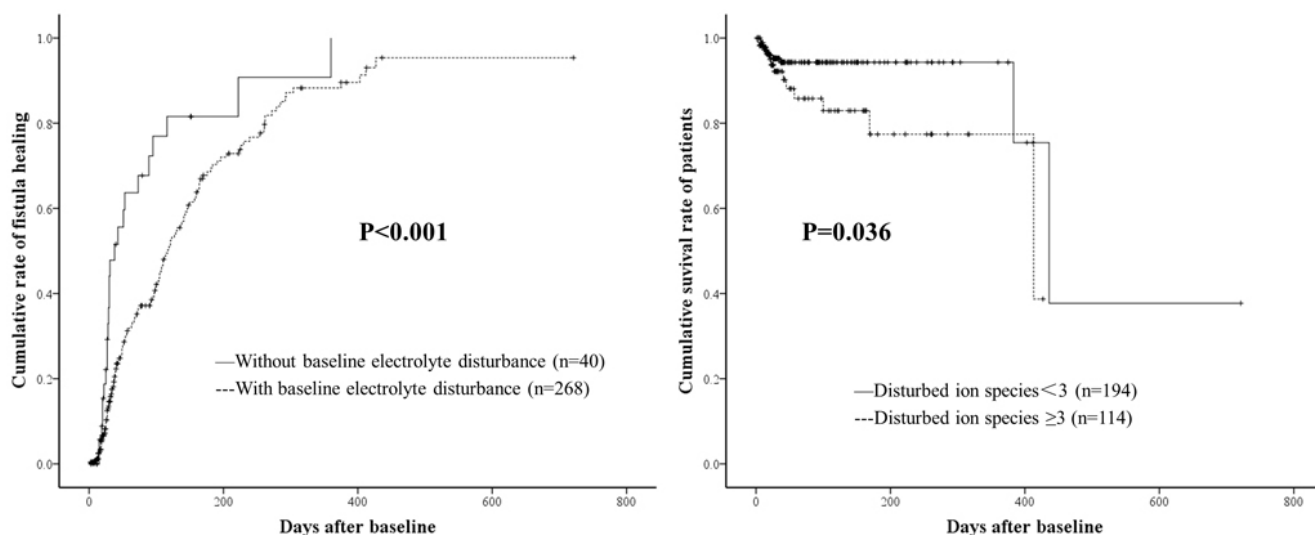 1.0
0.8
0.6
0.4
0.2
0.0
Cumulative rate of fistula healing
P<0.001
—Without baseline electrolyte disturbance (n=40)
----With baseline electrolyte disturbance (n=268)
0 200 400 600 800
Days after baseline
1.0
0.8
0.6
0.4
0.2
0.0
Cumulative suvival rate of patients
P=0.036
—Disturbed ion species<3 (n=194)
----Disturbed ion species ≥3 (n=114)
0 200 400 600 800
Days after baseline